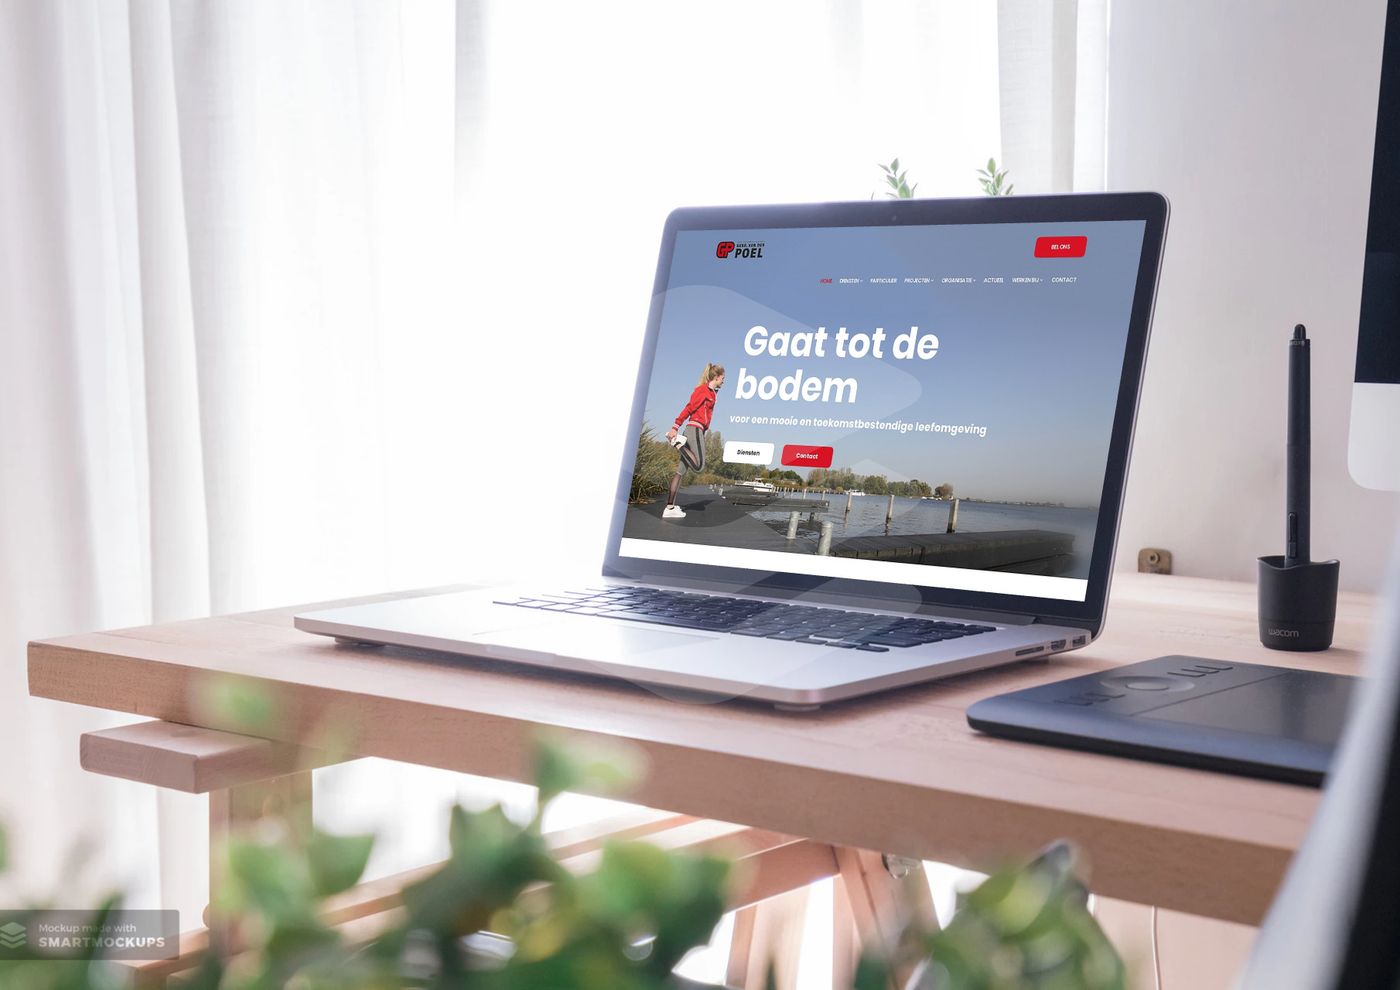 GP
GEBR. VAN DER
POEL
BEL ONS
HOME DIENSTEN PARTICULIER PROJECTEN ORGANISATIE ACTUEEL WERKEN BIJ CONTACT
Gaat tot de
bodem
voor een mooie en toekomstbestendige leefomgeving
Diensten Contact
wacom
Mockup made with
SMARTMOCKUPS